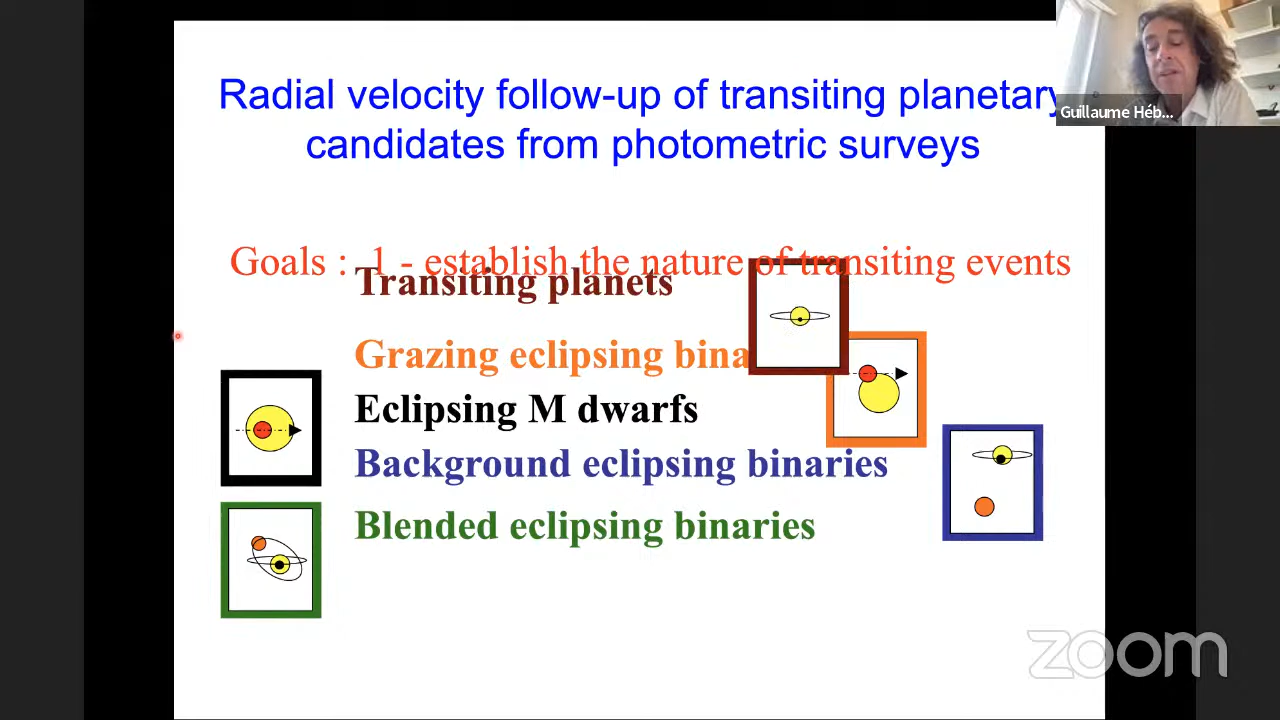 Radial velocity follow-up of transiting planetary
candidates from photometric surveys
Guillaume Héb...
Goals : 1 - establish the nature of transiting events
Transiting planets
Grazing eclipsing bina
Eclipsing M dwarfs
Background eclipsing binaries
Blended eclipsing binaries
zoom